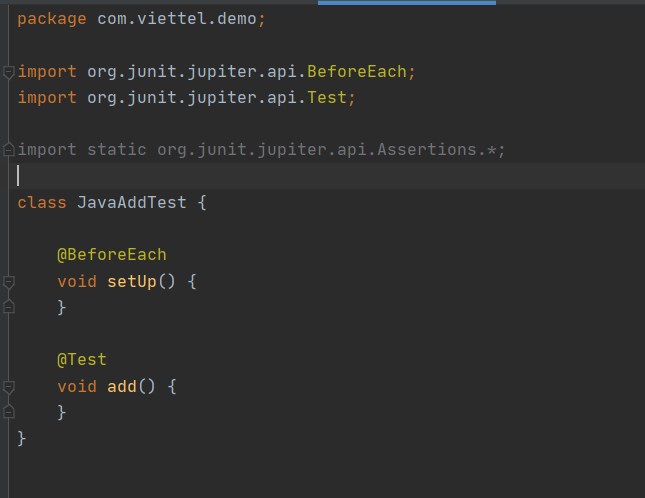 package com.viettel.demo;
import org.junit.jupiter.api.BeforeEach;
import org.junit.jupiter.api.Test;
import static org.junit.jupiter.api.Assertions.*;
class JavaAddTest {
@BeforeEach
void setUp() {
}
@Test
void add() {
}
}